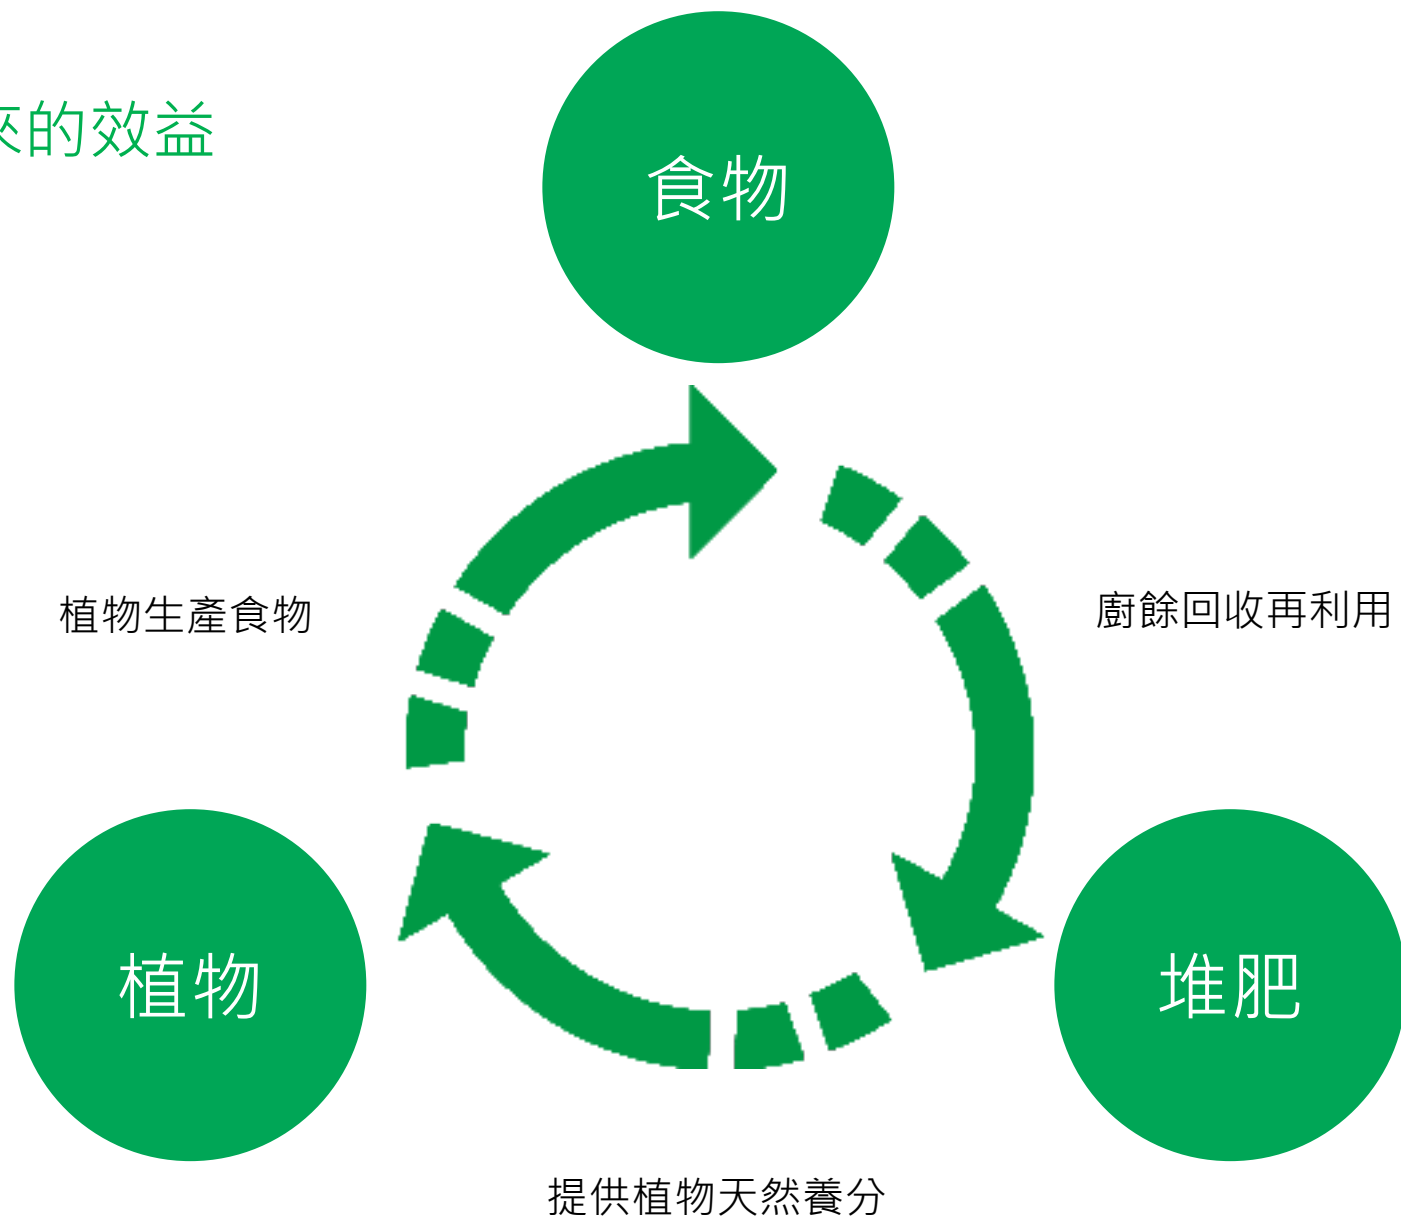 來的效益
食物
植物生產食物
廚餘回收再利用
植物
堆肥
提供植物天然養分